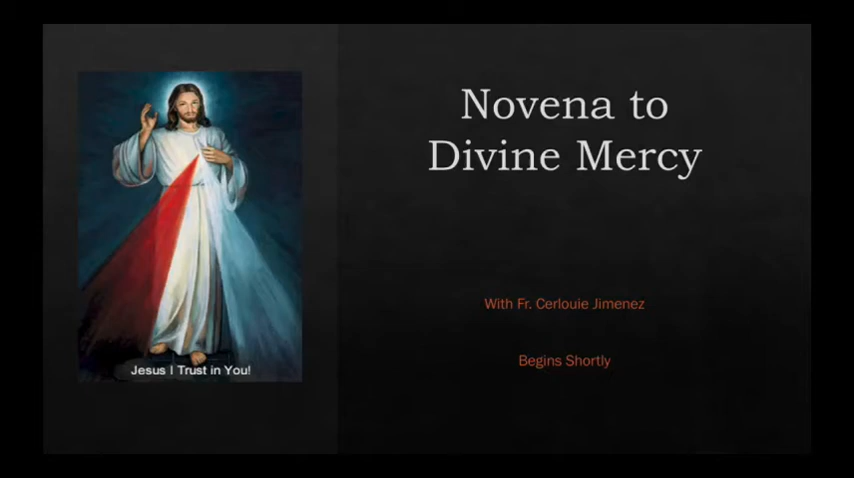 Novena to
Divine Mercy
With Fr. Cerlouie Jimenez
Begins Shortly
Jesus I Trust in You!